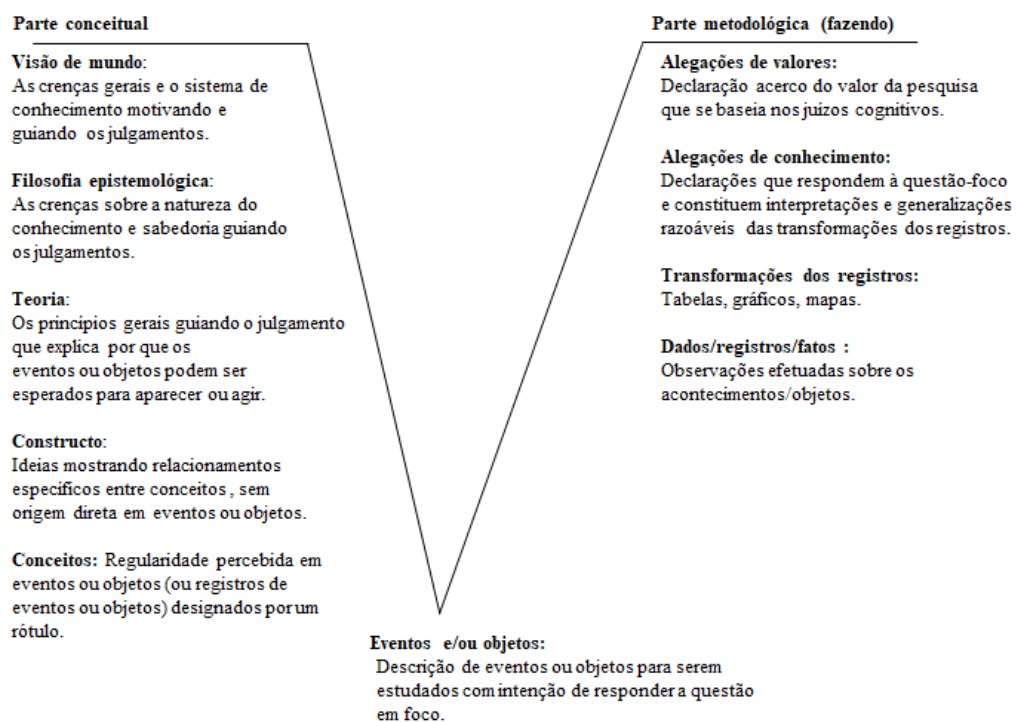 Parte conceitual
Visão de mundo:
As crenças gerais e o sistema de
conhecimento motivando e
guiando os julgamentos.
Filosofia epistemológica:
As crenças sobre a natureza do
conhecimento e sabedoria guiando
os julgamentos.
Teoria:
Os princípios gerais guiando o julgamento
que explica por que os
eventos ou objetos podem ser
esperados para aparecer ou agir.
Constructo:
Ideias mostrando relacionamentos
específicos entre conceitos , sem
origem direta em eventos ou objetos.
Conceitos: Regularidade percebida em
eventos ou objetos (ou registros de
eventos ou objetos) designados por um
rótulo.
Parte metodológica (fazendo)
Alegações de valores:
Declaração acerco do valor da pesquisa
que se baseia nos juízos cognitivos.
Alegações de conhecimento:
Declarações que respondem à questão-foco
e constituem interpretações e generalizações
razoáveis das transformações dos registros.
Transformações dos registros:
Tabelas, gráficos, mapas.
Dados/registros/fatos :
Observações efetuadas sobre os
acontecimentos/objetos.
Eventos e/ou objetos:
Descrição de eventos ou objetos para serem
estudados com intenção de responder a questão
em foco.